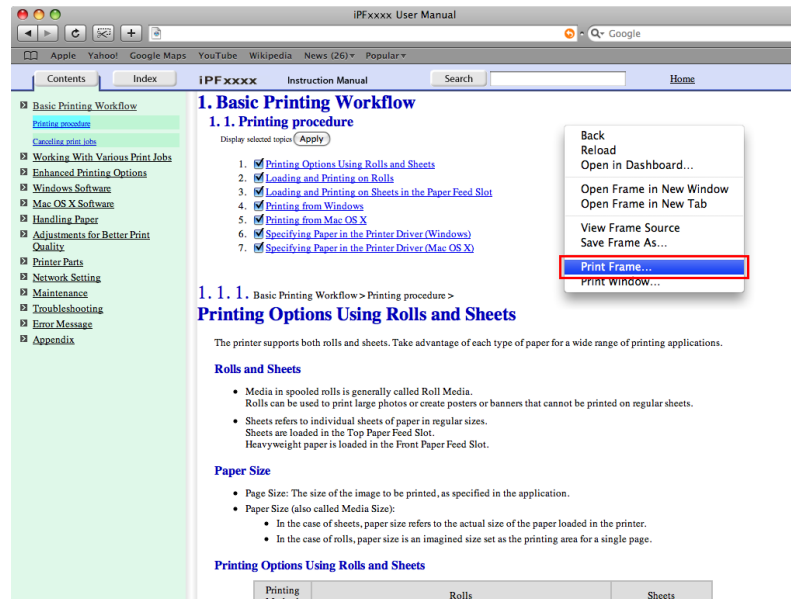 iPFxxxx User Manual
Google
Apple Yahoo! Google Maps YouTube Wikipedia News (26) Popular
Contents Index iPFxxxx Instruction Manual Search Home
Basic Printing Workflow
Printing procedure
Canceling print jobs
Working With Various Print Jobs
Enhanced Printing Options
Windows Software
Mac OS X Software
Handling Paper
Adjustments for Better Print
Quality
Printer Parts
Network Setting
Maintenance
Troubleshooting
Error Message
Appendix
1. Basic Printing Workflow
1. 1. Printing procedure
Display selected topics Apply
1. Printing Options Using Rolls and Sheets
2. Loading and Printing on Rolls
3. Loading and Printing on Sheets in the Paper Feed Slot
4. Printing from Windows
5. Printing from Mac OS X
6. Specifying Paper in the Printer Driver (Windows)
7. Specifying Paper in the Printer Driver (Mac OS X)
Back
Reload
Open in Dashboard...
Open Frame in New Window
Open Frame in New Tab
View Frame Source
Save Frame As...
Print Frame...
Print Window...
1. 1. 1. Basic Printing Workflow > Printing procedure >
Printing Options Using Rolls and Sheets
The printer supports both rolls and sheets. Take advantage of each type of paper for a wide range of printing applications.
Rolls and Sheets
• Media in spooled rolls is generally called Roll Media.
Rolls can be used to print large photos or create posters or banners that cannot be printed on regular sheets.
• Sheets refers to individual sheets of paper in regular sizes.
Sheets are loaded in the Top Paper Feed Slot.
Heavyweight paper is loaded in the Front Paper Feed Slot.
Paper Size
• Page Size: The size of the image to be printed, as specified in the application.
• Paper Size (also called Media Size):
• In the case of sheets, paper size refers to the actual size of the paper loaded in the printer.
• In the case of rolls, paper size is an imagined size set as the printing area for a single page.
Printing Options Using Rolls and Sheets
Printing
Rolls Sheets